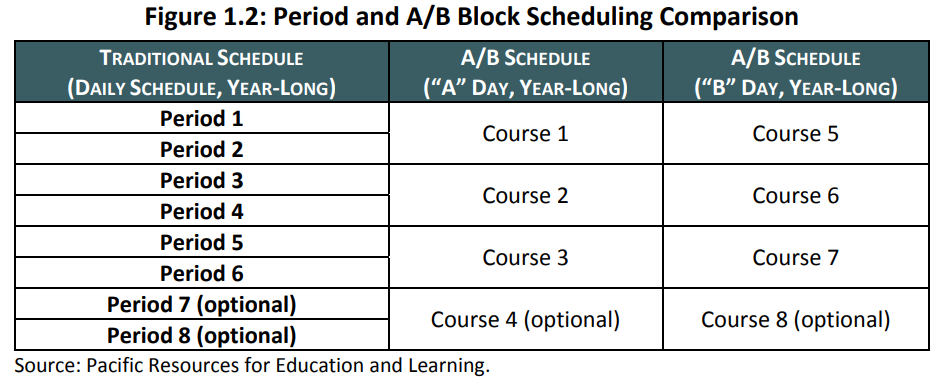 Figure 1.2: Period and A/B Block Scheduling Comparison
TRADITIONAL SCHEDULE
(DAILY SCHEDULE, YEAR-LONG)
A/B SCHEDULE
("A" DAY, YEAR-LONG)
A/B SCHEDULE
("B" DAY, YEAR-LONG)
Period 1
Period 2
Course 1
Course 5
Period 3
Period 4
Course 2
Course 6
Period 5
Period 6
Course 3
Course 7
Period 7 (optional)
Period 8 (optional)
Course 4 (optional)
Course 8 (optional)
Source: Pacific Resources for Education and Learning.